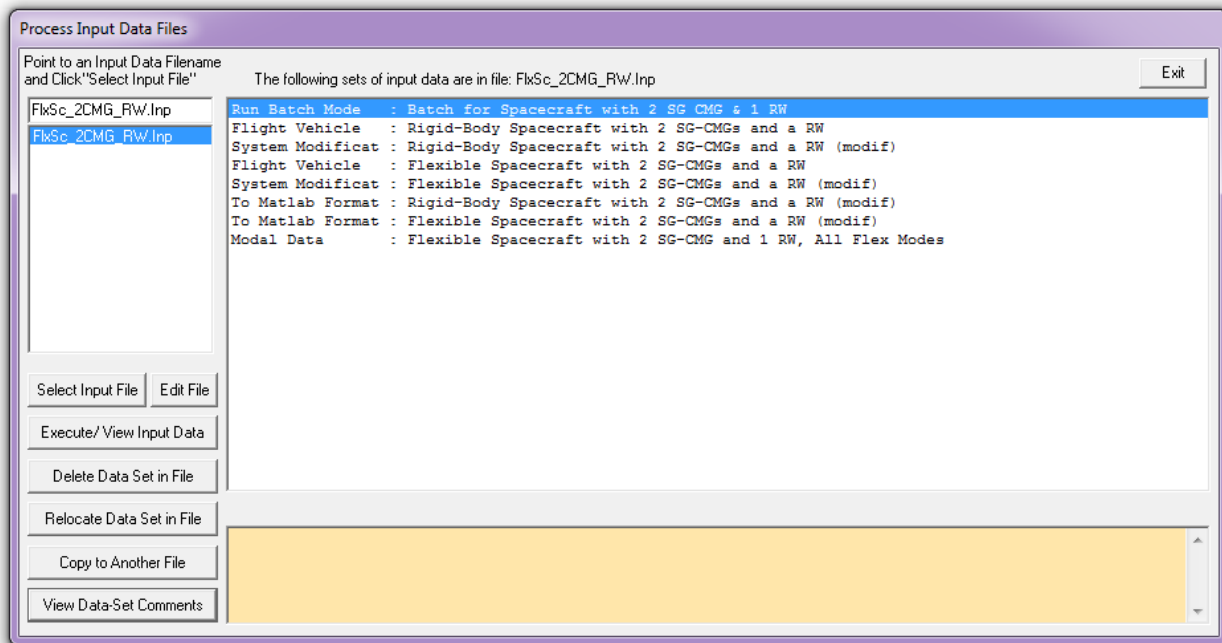 Process Input Data Files
Point to an Input Data Filename
and Click"Select Input File"
The following sets of input data are in file: FlxSc_2CMG_RW.Inp
Exit
FlxSc_2CMG_RW.Inp
FlxSc_2CMG_RW.Inp
Run Batch Mode : Batch for Spacecraft with 2 SG CMG & 1 RW
Flight Vehicle : Rigid-Body Spacecraft with 2 SG-CMGs and a RW
System Modificat : Rigid-Body Spacecraft with 2 SG-CMGs and a RW (modif)
Flight Vehicle : Flexible Spacecraft with 2 SG-CMGs and a RW
System Modificat : Flexible Spacecraft with 2 SG-CMGs and a RW (modif)
To Matlab Format : Rigid-Body Spacecraft with 2 SG-CMGs and a RW (modif)
To Matlab Format : Flexible Spacecraft with 2 SG-CMGs and a RW (modif)
Modal Data : Flexible Spacecraft with 2 SG-CMG and 1 RW, All Flex Modes
Select Input File
Edit File
Execute/ View Input Data
Delete Data Set in File
Relocate Data Set in File
Copy to Another File
View Data-Set Comments